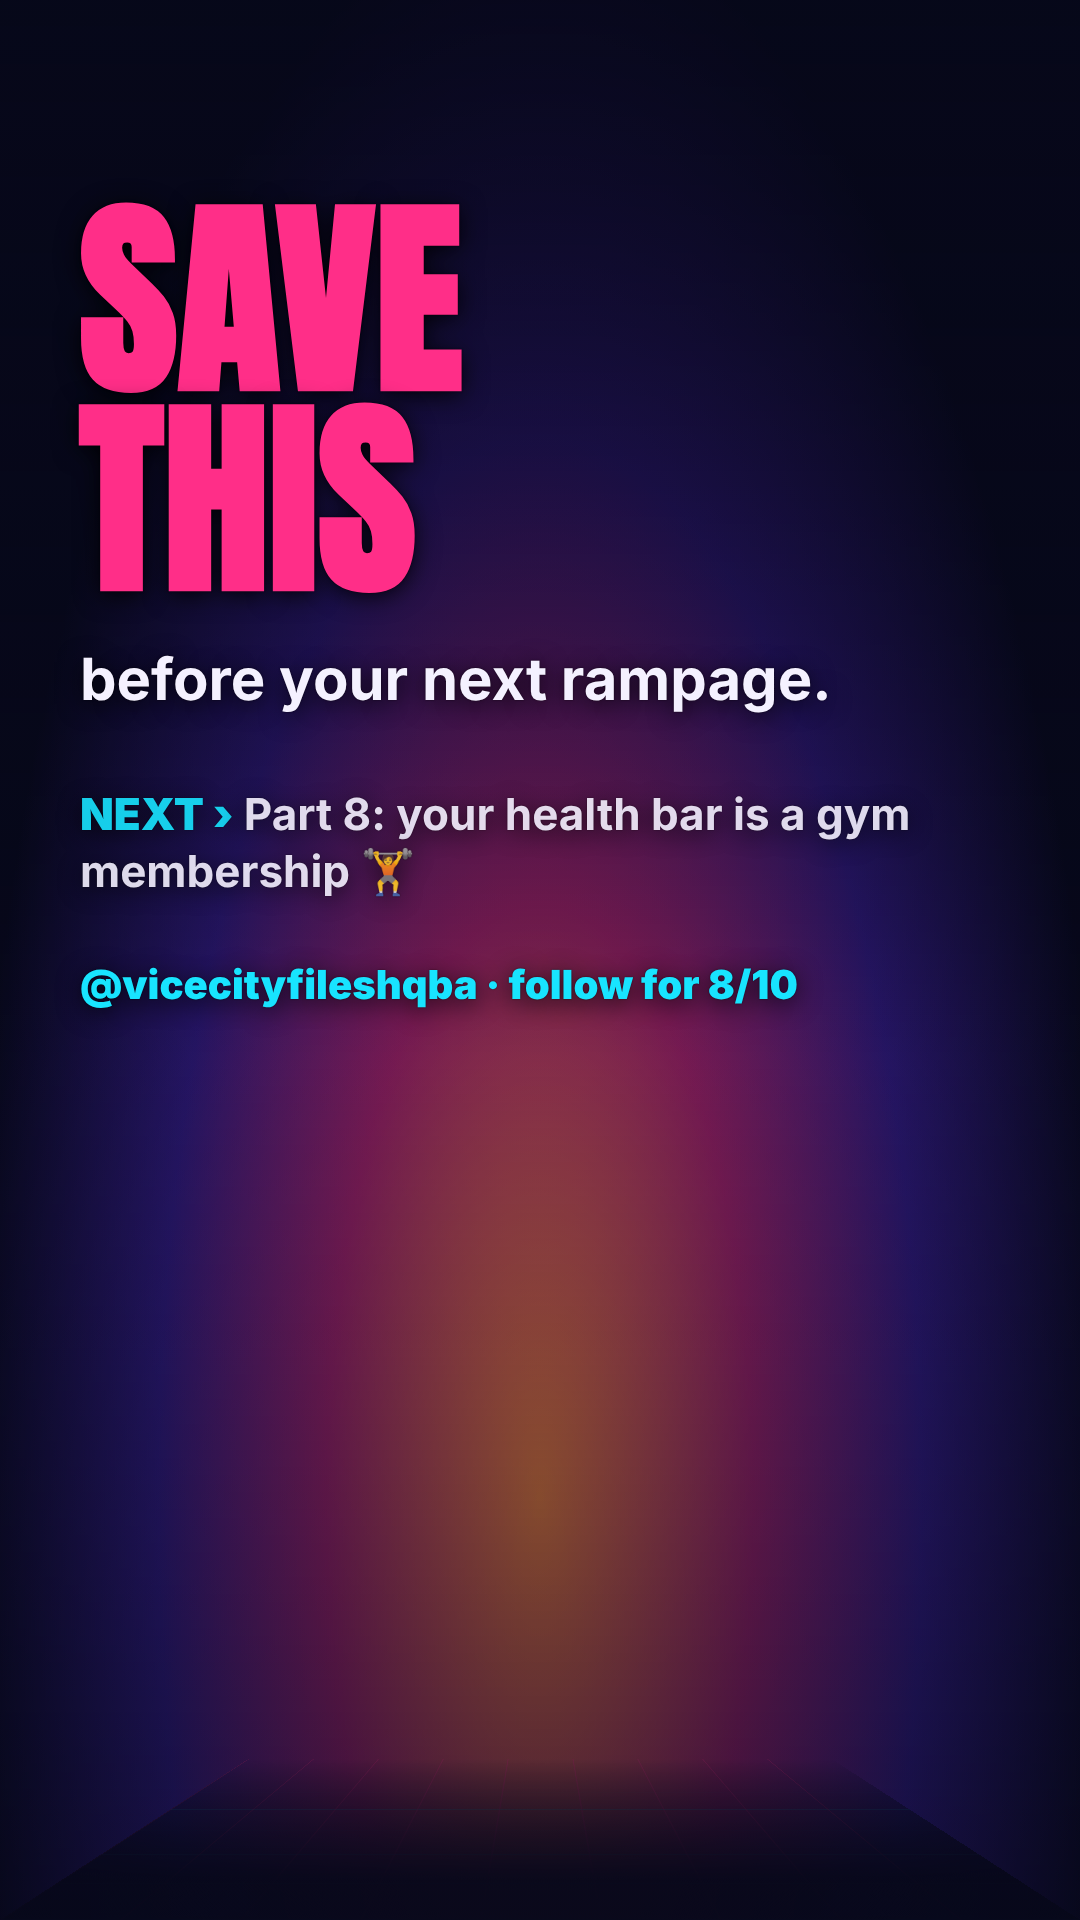 SAVE
THIS
before your next rampage.
NEXT › Part 8: your health bar is a gym
membership 🏋️
@vicecityfileshqba · follow for 8/10